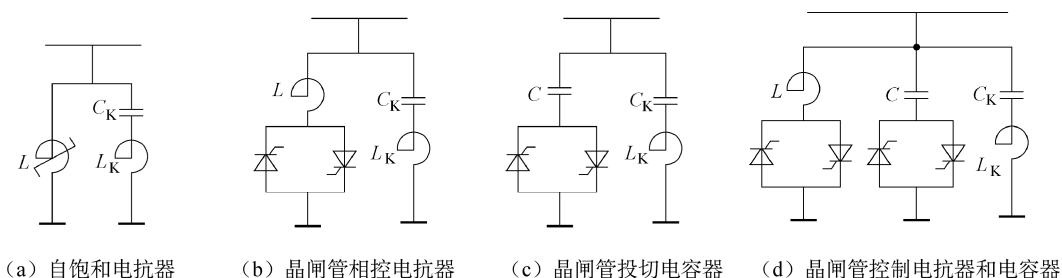 L
C_K
L_K
L
C_K
L_K
C
C_K
L_K
L
C
C_K
L_K
（a）自饱和电抗器
（b）晶闸管相控电抗器
（c）晶闸管投切电容器
（d）晶闸管控制电抗器和电容器